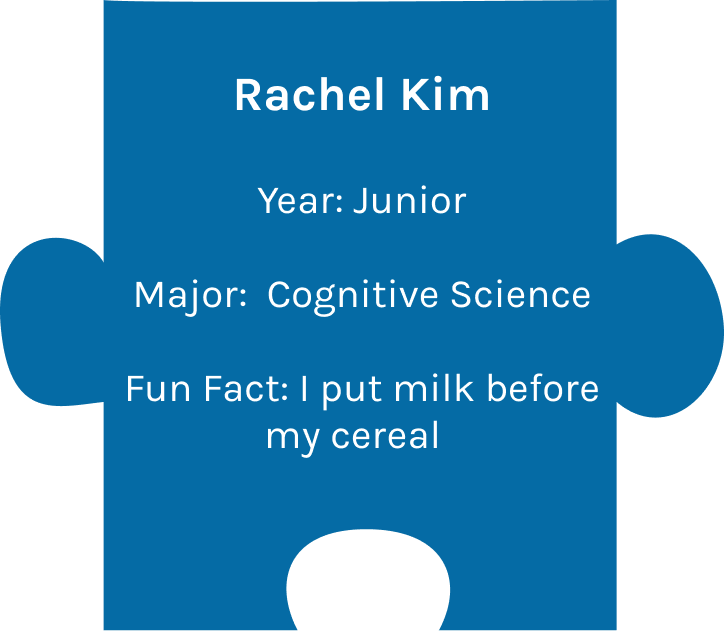 Rachel Kim
Year: Junior
Major:  Cognitive Science
Fun Fact: I put milk before
my cereal